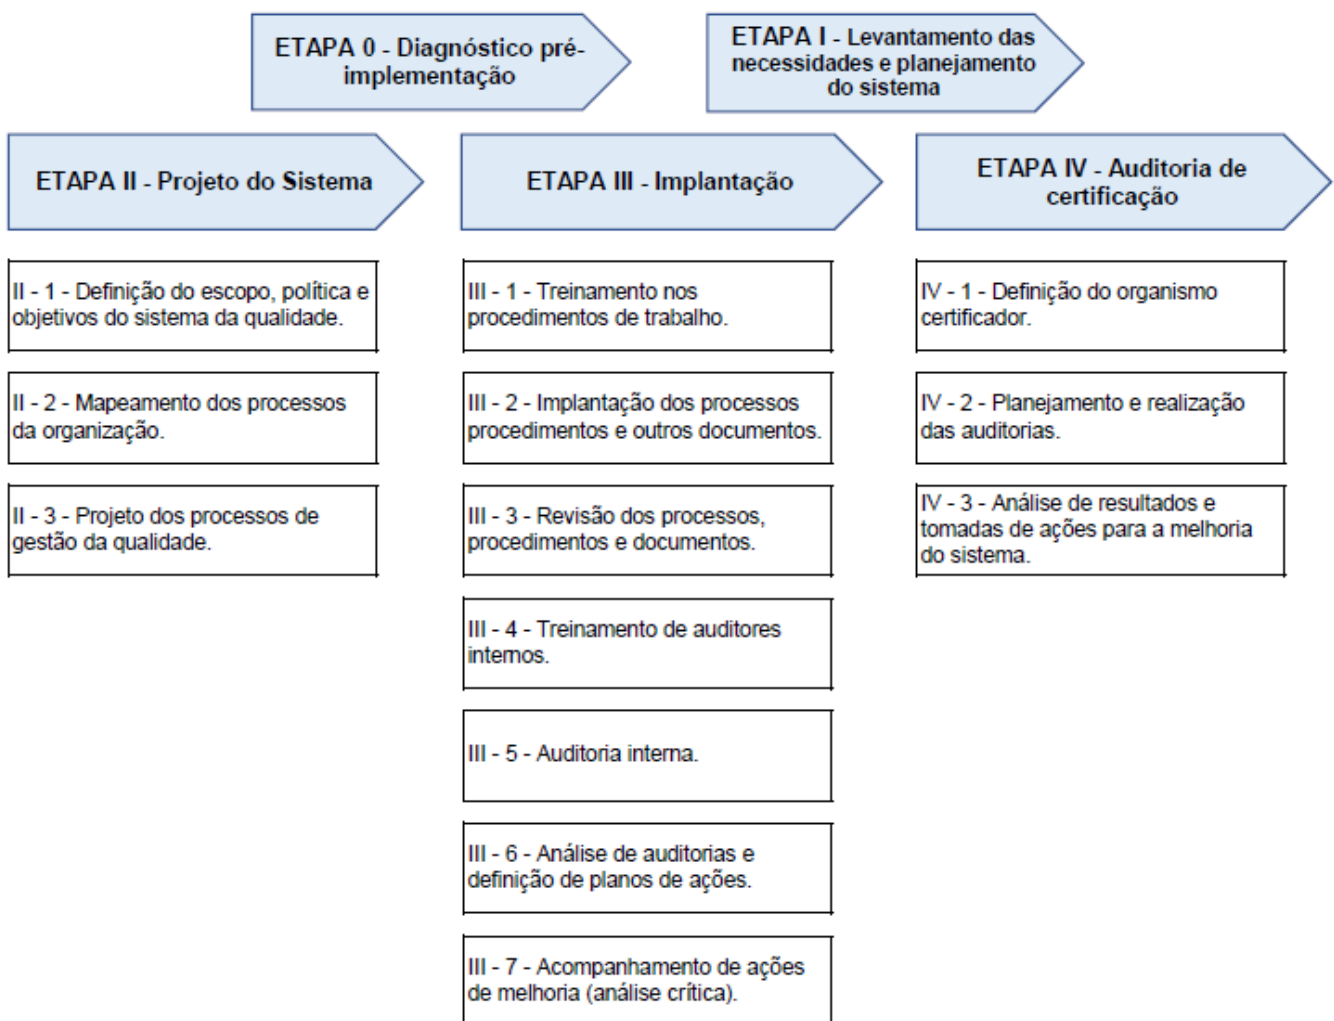 ETAPA 0 - Diagnóstico pré-
implementação
ETAPA I - Levantamento das
necessidades e planejamento
do sistema
ETAPA II - Projeto do Sistema
ETAPA III - Implantação
ETAPA IV - Auditoria de
certificação
II - 1 - Definição do escopo, política e
objetivos do sistema da qualidade.
II - 2 - Mapeamento dos processos
da organização.
II - 3 - Projeto dos processos de
gestão da qualidade.
III - 1 - Treinamento nos
procedimentos de trabalho.
III - 2 - Implantação dos processos
procedimentos e outros documentos.
III - 3 - Revisão dos processos,
procedimentos e documentos.
III - 4 - Treinamento de auditores
internos.
III - 5 - Auditoria interna.
III - 6 - Análise de auditorias e
definição de planos de ações.
III - 7 - Acompanhamento de ações
de melhoria (análise crítica).
IV - 1 - Definição do organismo
certificador.
IV - 2 - Planejamento e realização
das auditorias.
IV - 3 - Análise de resultados e
tomadas de ações para a melhoria
do sistema.